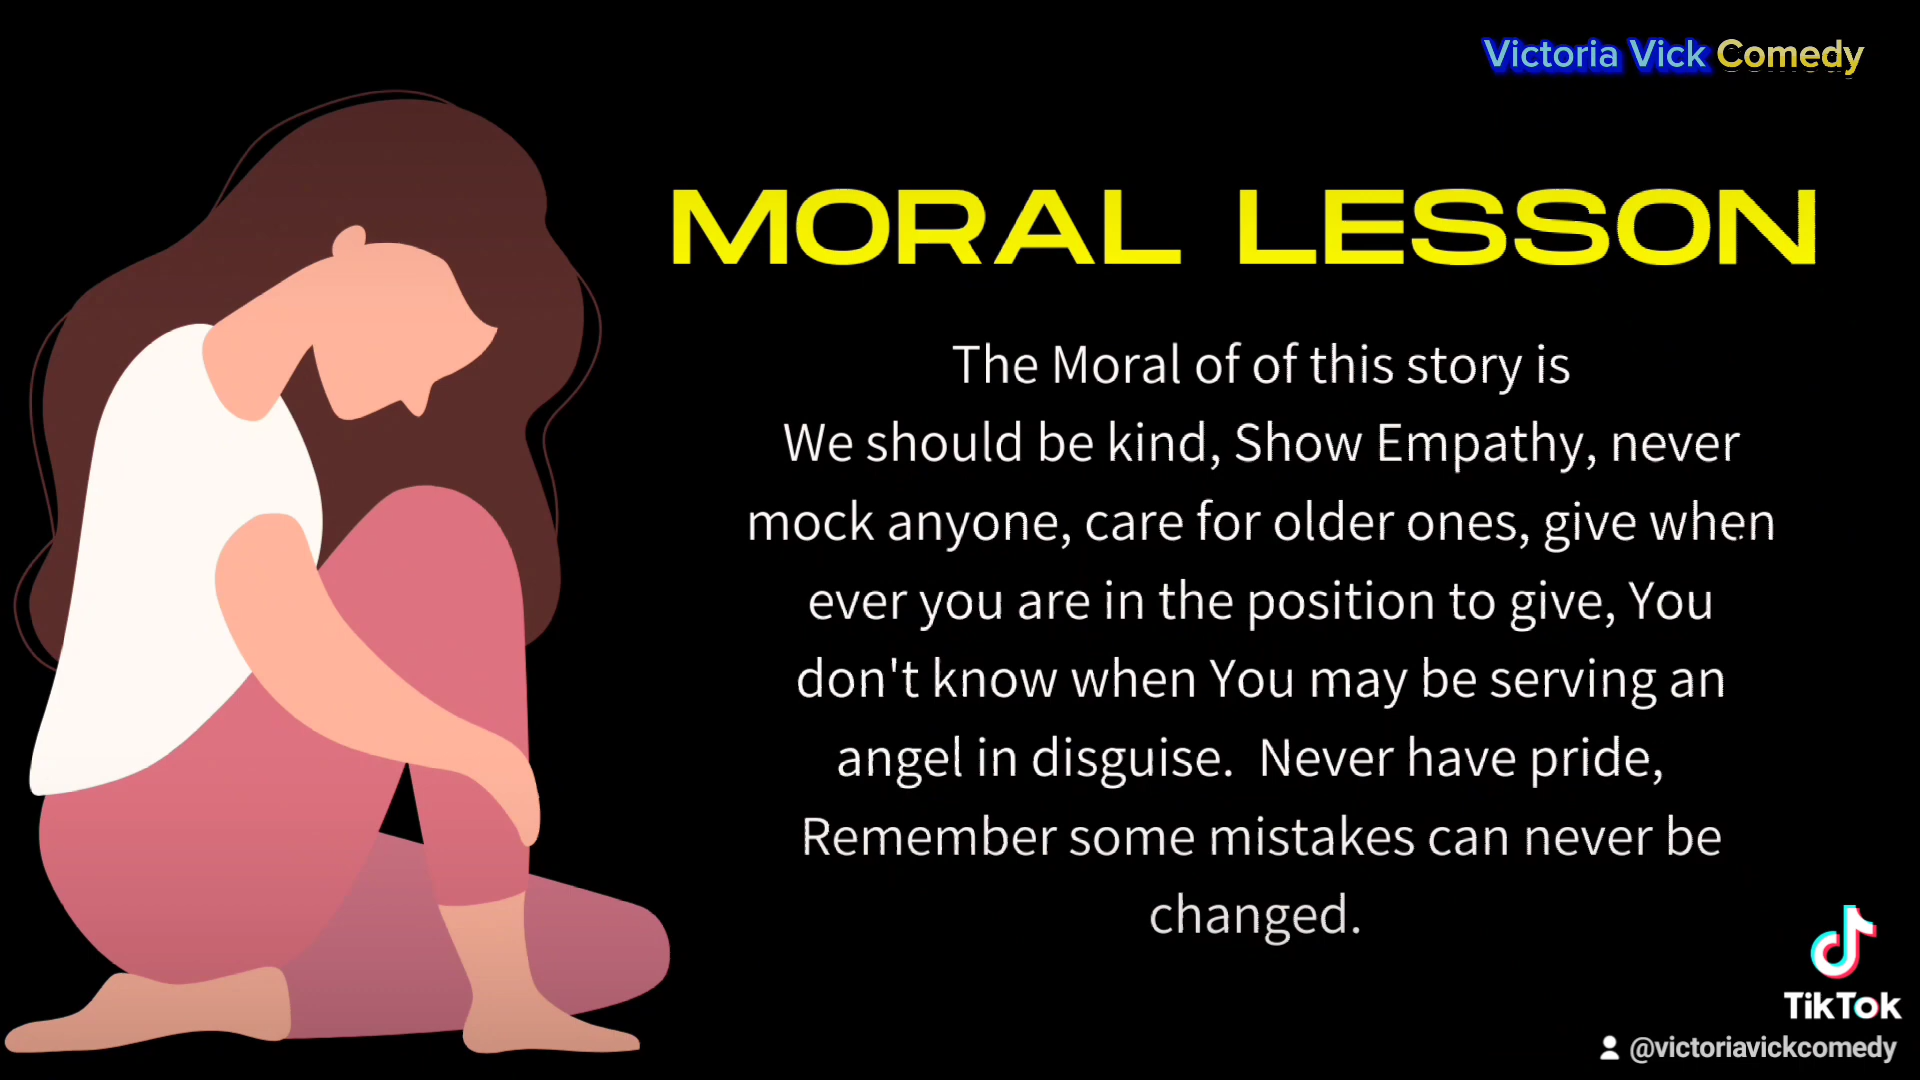 Victoria Vick Comedy
MORAL LESSON
The Moral of of this story is
We should be kind, Show Empathy, never
mock anyone, care for older ones, give when
ever you are in the position to give, You
don't know when You may be serving an
angel in disguise.  Never have pride,
Remember some mistakes can never be
changed.
TikTok
@victoriavickcomedy